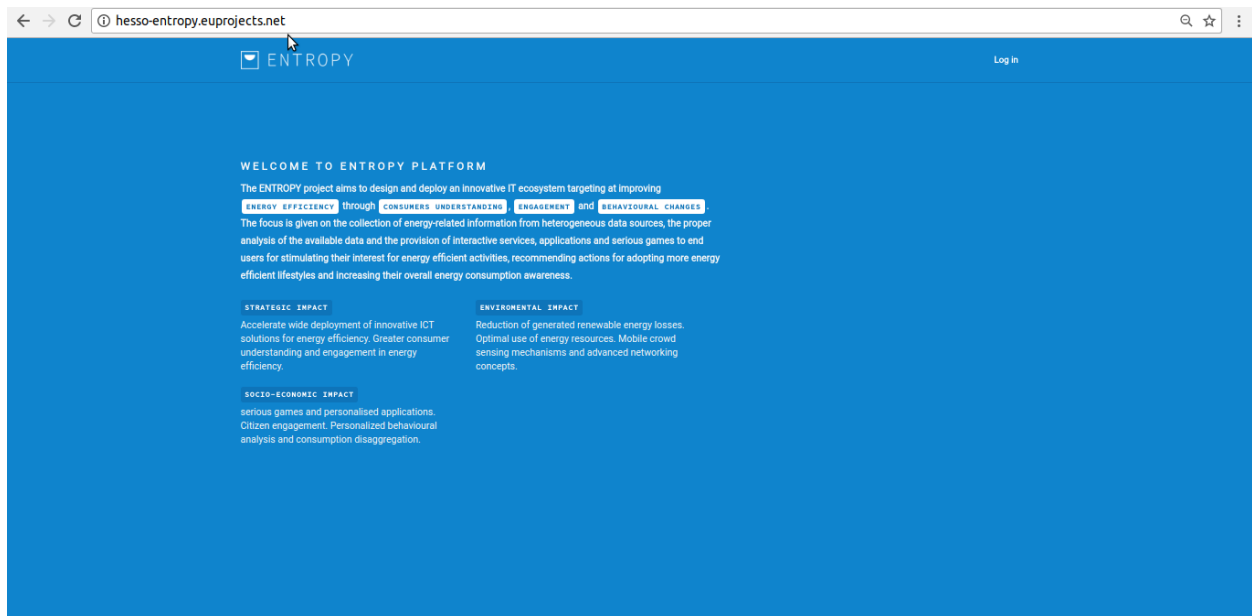 hesso-entropy.euprojects.net
ENTROPY
Log in
WELCOME TO ENTROPY PLATFORM
The ENTROPY project aims to design and deploy an innovative IT ecosystem targeting at improving
ENERGY EFFICIENCY through CONSUMERS UNDERSTANDING , ENGAGEMENT and BEHAVIOURAL CHANGES .
The focus is given on the collection of energy-related information from heterogeneous data sources, the proper
analysis of the available data and the provision of interactive services, applications and serious games to end
users for stimulating their interest for energy efficient activities, recommending actions for adopting more energy
efficient lifestyles and increasing their overall energy consumption awareness.
STRATEGIC IMPACT
Accelerate wide deployment of innovative ICT
solutions for energy efficiency. Greater consumer
understanding and engagement in energy
efficiency.
ENVIROMENTAL IMPACT
Reduction of generated renewable energy losses.
Optimal use of energy resources. Mobile crowd
sensing mechanisms and advanced networking
concepts.
SOCIO-ECONOMIC IMPACT
serious games and personalised applications.
Citizen engagement. Personalized behavioural
analysis and consumption disaggregation.